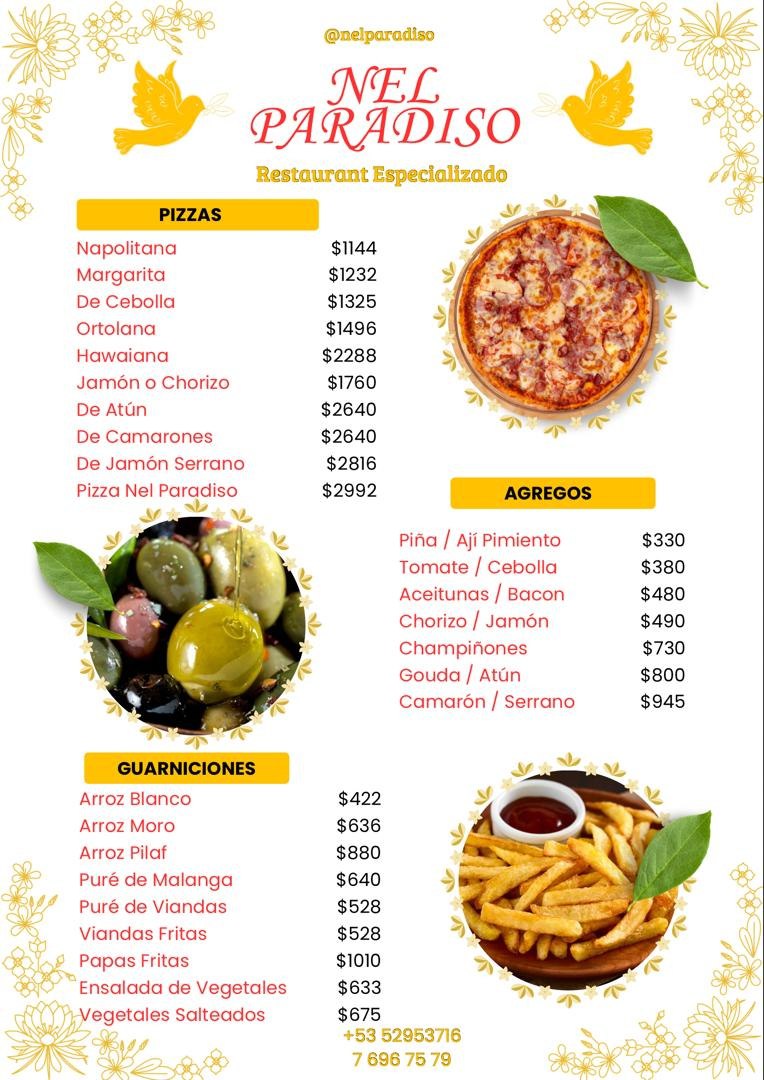 @nelparadiso
NEL
PARADISO
Restaurant Especializado
PIZZAS
Napolitana $1144
Margarita $1232
De Cebolla $1325
Ortolana $1496
Hawaiana $2288
Jamón o Chorizo $1760
De Atún $2640
De Camarones $2640
De Jamón Serrano $2816
Pizza Nel Paradiso $2992
AGREGOS
Piña / Ají Pimiento $330
Tomate / Cebolla $380
Aceitunas / Bacon $480
Chorizo / Jamón $490
Champiñones $730
Gouda / Atún $800
Camarón / Serrano $945
GUARNICIONES
Arroz Blanco $422
Arroz Moro $636
Arroz Pilaf $880
Puré de Malanga $640
Puré de Viandas $528
Viandas Fritas $528
Papas Fritas $1010
Ensalada de Vegetales $633
Vegetales Salteados $675
+53 52953716
7 696 75 79